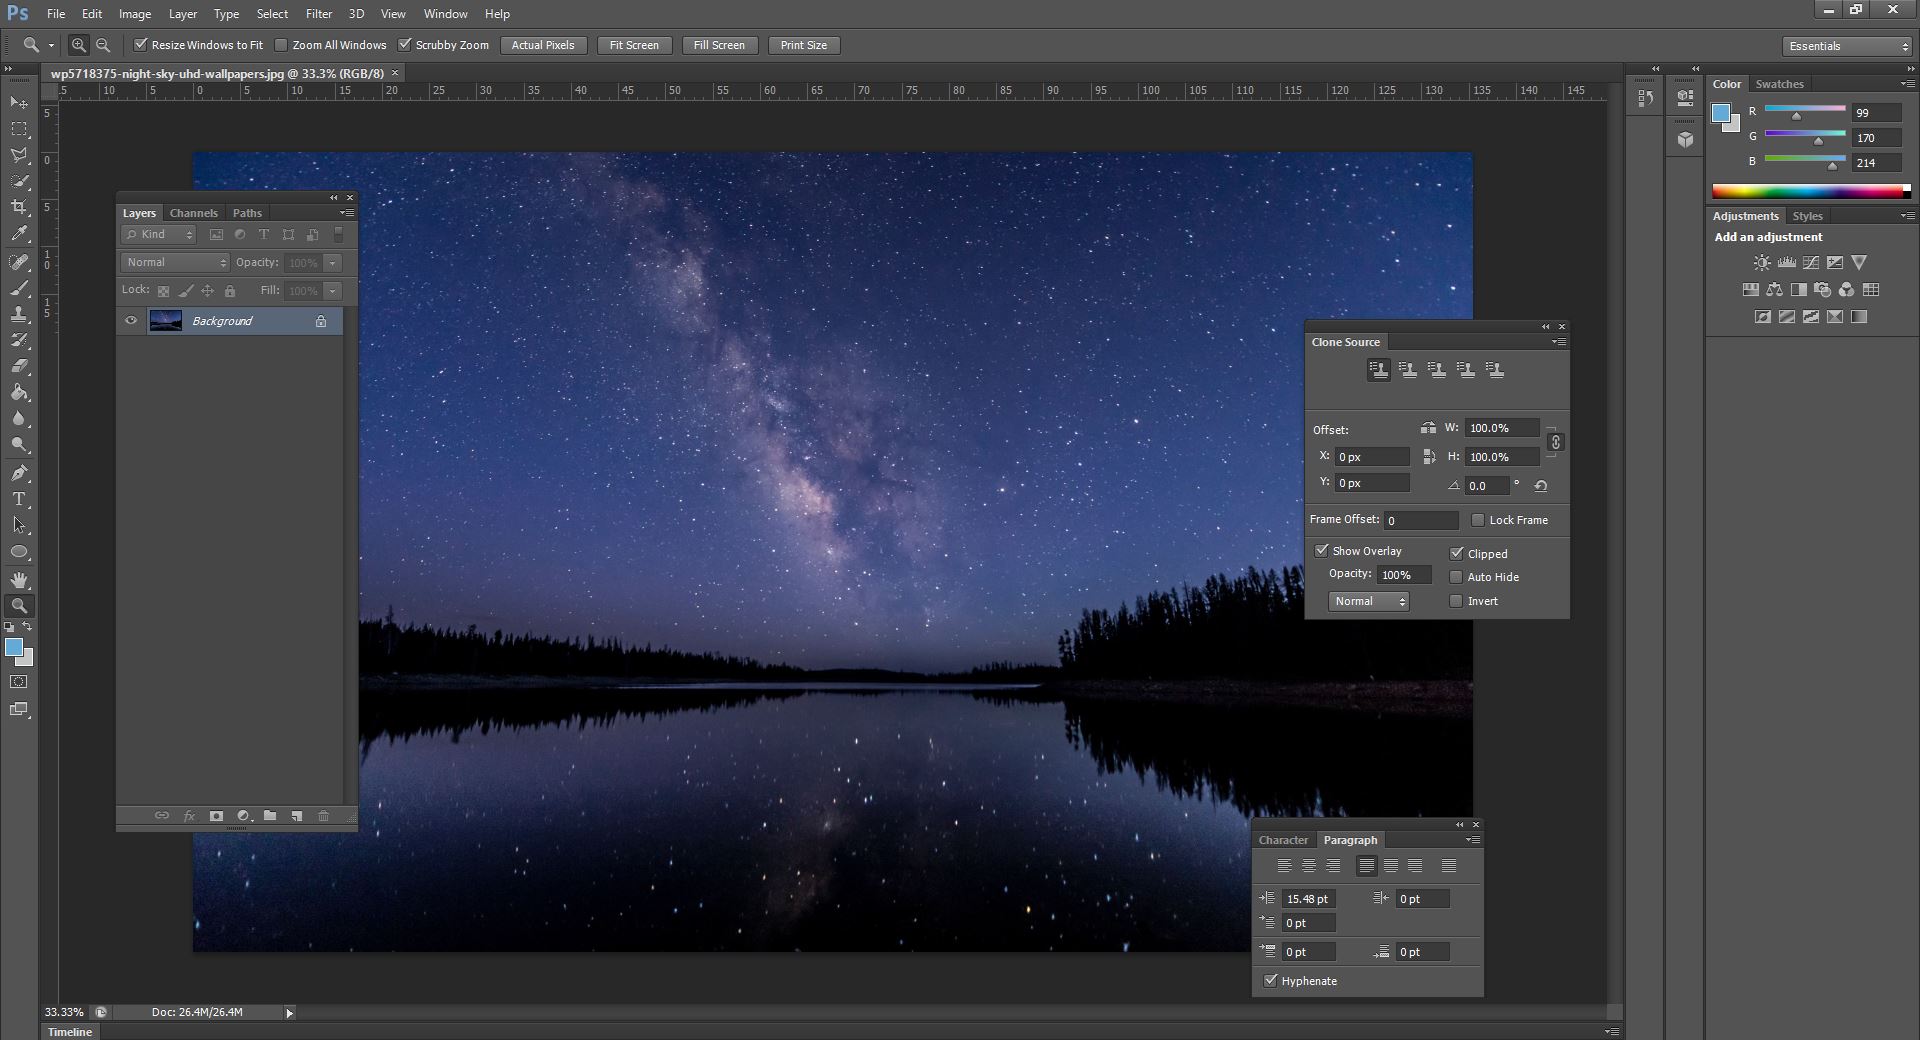 Ps File Edit Image Layer Type Select Filter 3D View Window Help
Resize Windows to Fit Zoom All Windows Scrubby Zoom Actual Pixels Fit Screen Fill Screen Print Size Essentials
wp5718375-night-sky-uhd-wallpapers.jpg @ 33.3% (RGB/8) ×
5 10 5 0 5 10 15 20 25 30 35 40 45 50 55 60 65 70 75 80 85 90 95 100 105 110 115 120 125 130 135 140 145
5
0
5
10
15
Layers Channels Paths
Kind
Normal Opacity: 100%
Lock: Fill: 100%
Background
fx
Clone Source
Offset: W: 100.0%
X: 0 px H: 100.0%
Y: 0 px 0.0 °
Frame Offset: 0 Lock Frame
Show Overlay Clipped
Opacity: 100% Auto Hide
Normal Invert
Character Paragraph
15.48 pt 0 pt
0 pt
0 pt 0 pt
Hyphenate
Color Swatches
R 99
G 170
B 214
Adjustments Styles
Add an adjustment
33.33% Doc: 26.4M/26.4M
Timeline